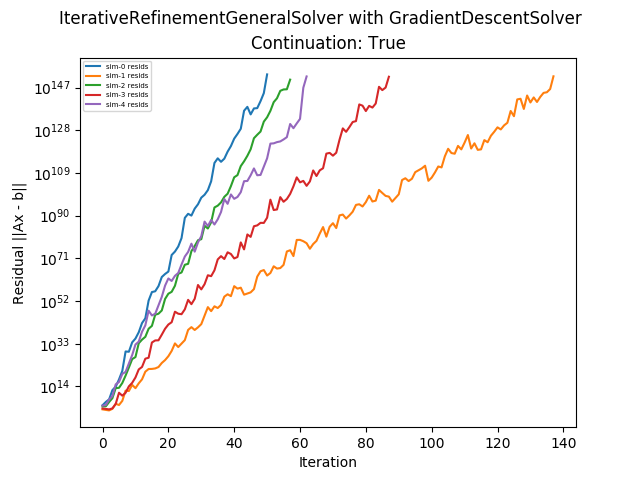 IterativeRefinementGeneralSolver with GradientDescentSolver
Continuation: True
sim-0 resids
sim-1 resids
sim-2 resids
sim-3 resids
sim-4 resids
10^147
10^128
10^109
10^90
10^71
10^52
10^33
10^14
Residual ||Ax - b||
0 20 40 60 80 100 120 140
Iteration